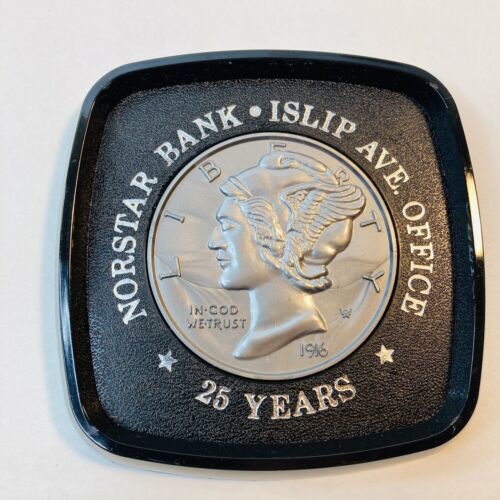 NORSTAR BANK • ISLIP AVE. OFFICE
LIBERTY
IN·GOD
WE·TRUST
W
1916
★ 25 YEARS ★